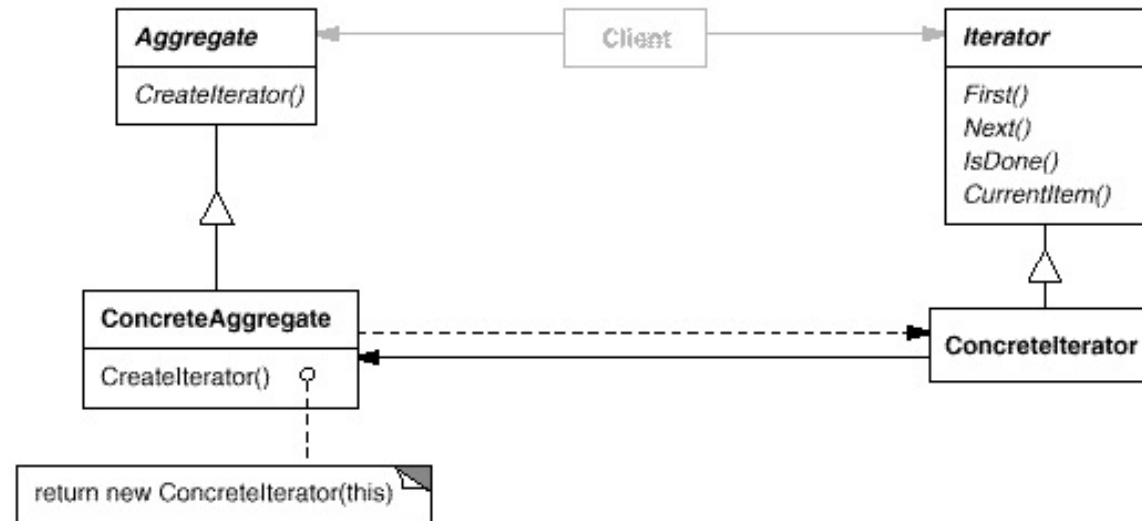 Aggregate
CreateIterator()
Client
Iterator
First()
Next()
IsDone()
CurrentItem()
ConcreteAggregate
CreateIterator()
return new ConcreteIterator(this)
ConcreteIterator